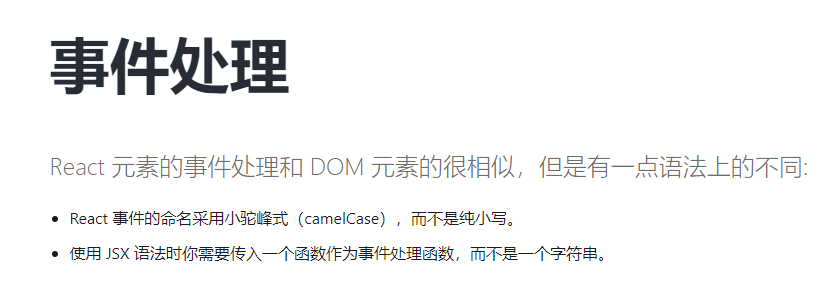 事件处理
React 元素的事件处理和 DOM 元素的很相似，但是有一点语法上的不同:
• React 事件的命名采用小驼峰式（camelCase），而不是纯小写。
• 使用 JSX 语法时你需要传入一个函数作为事件处理函数，而不是一个字符串。